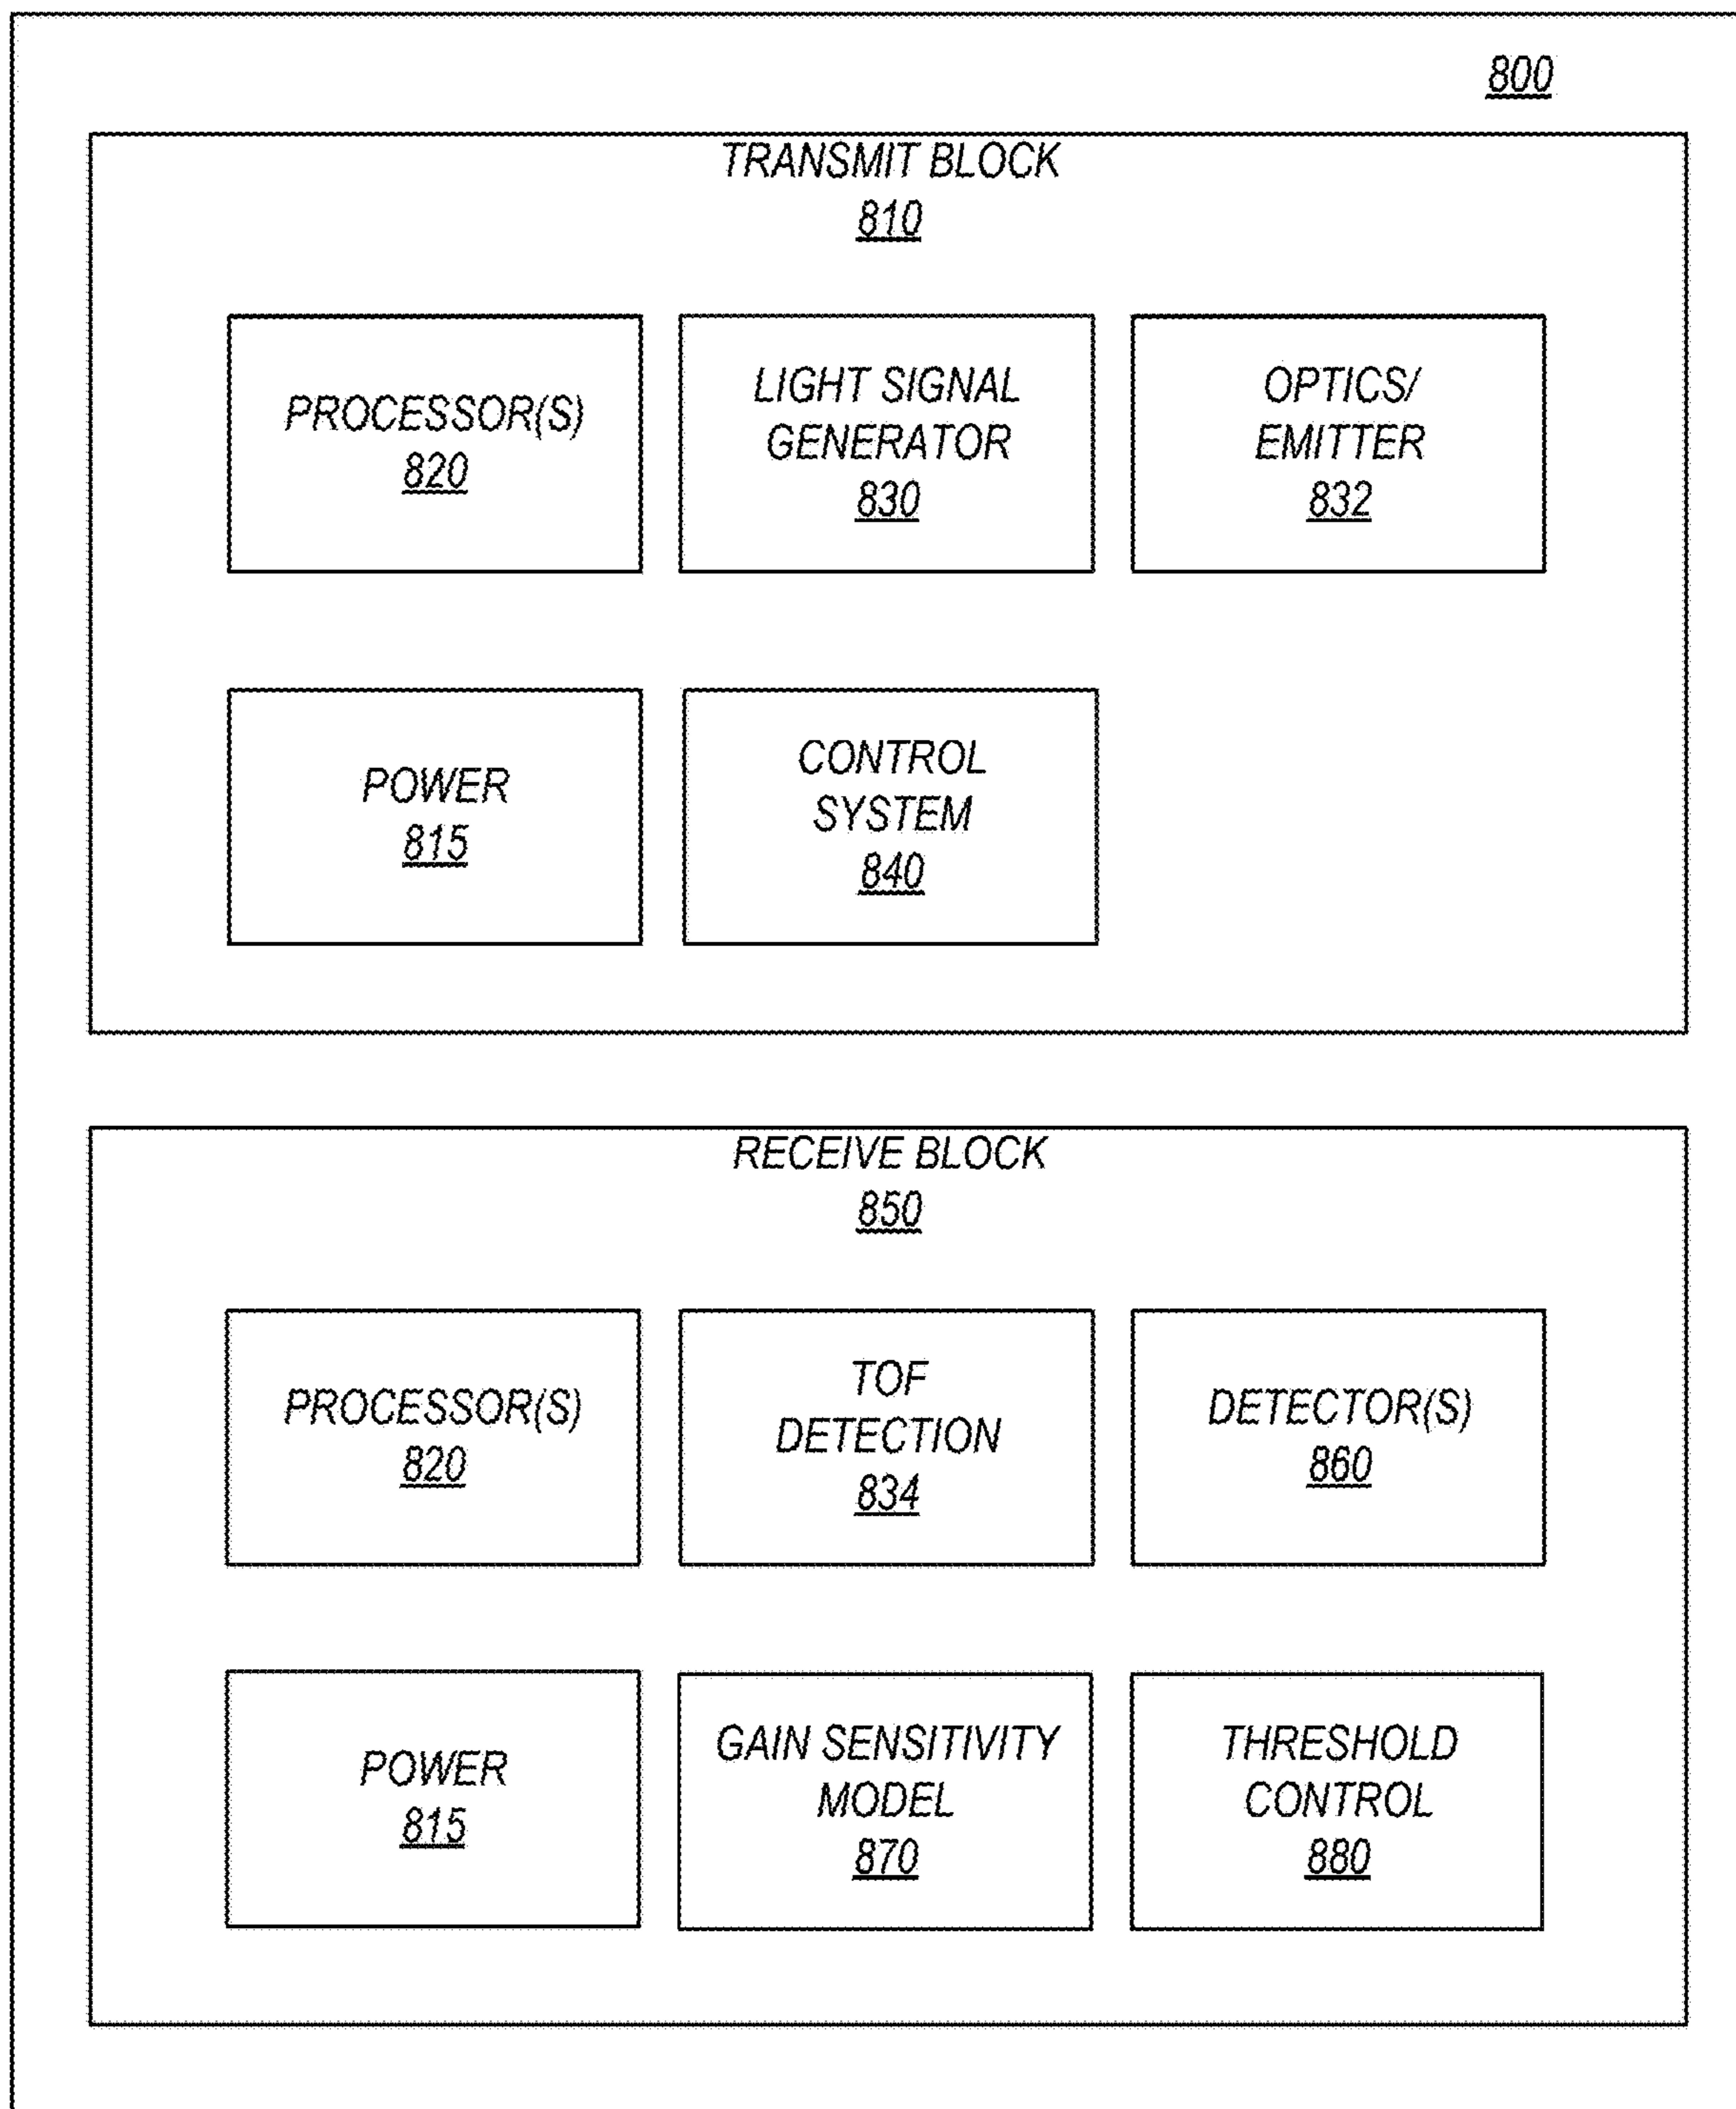 800
TRANSMIT BLOCK
810
PROCESSOR(S)
820
LIGHT SIGNAL
GENERATOR
830
OPTICS/
EMITTER
832
POWER
815
CONTROL
SYSTEM
840
RECEIVE BLOCK
850
PROCESSOR(S)
820
TOF
DETECTION
834
DETECTOR(S)
860
POWER
815
GAIN SENSITIVITY
MODEL
870
THRESHOLD
CONTROL
880